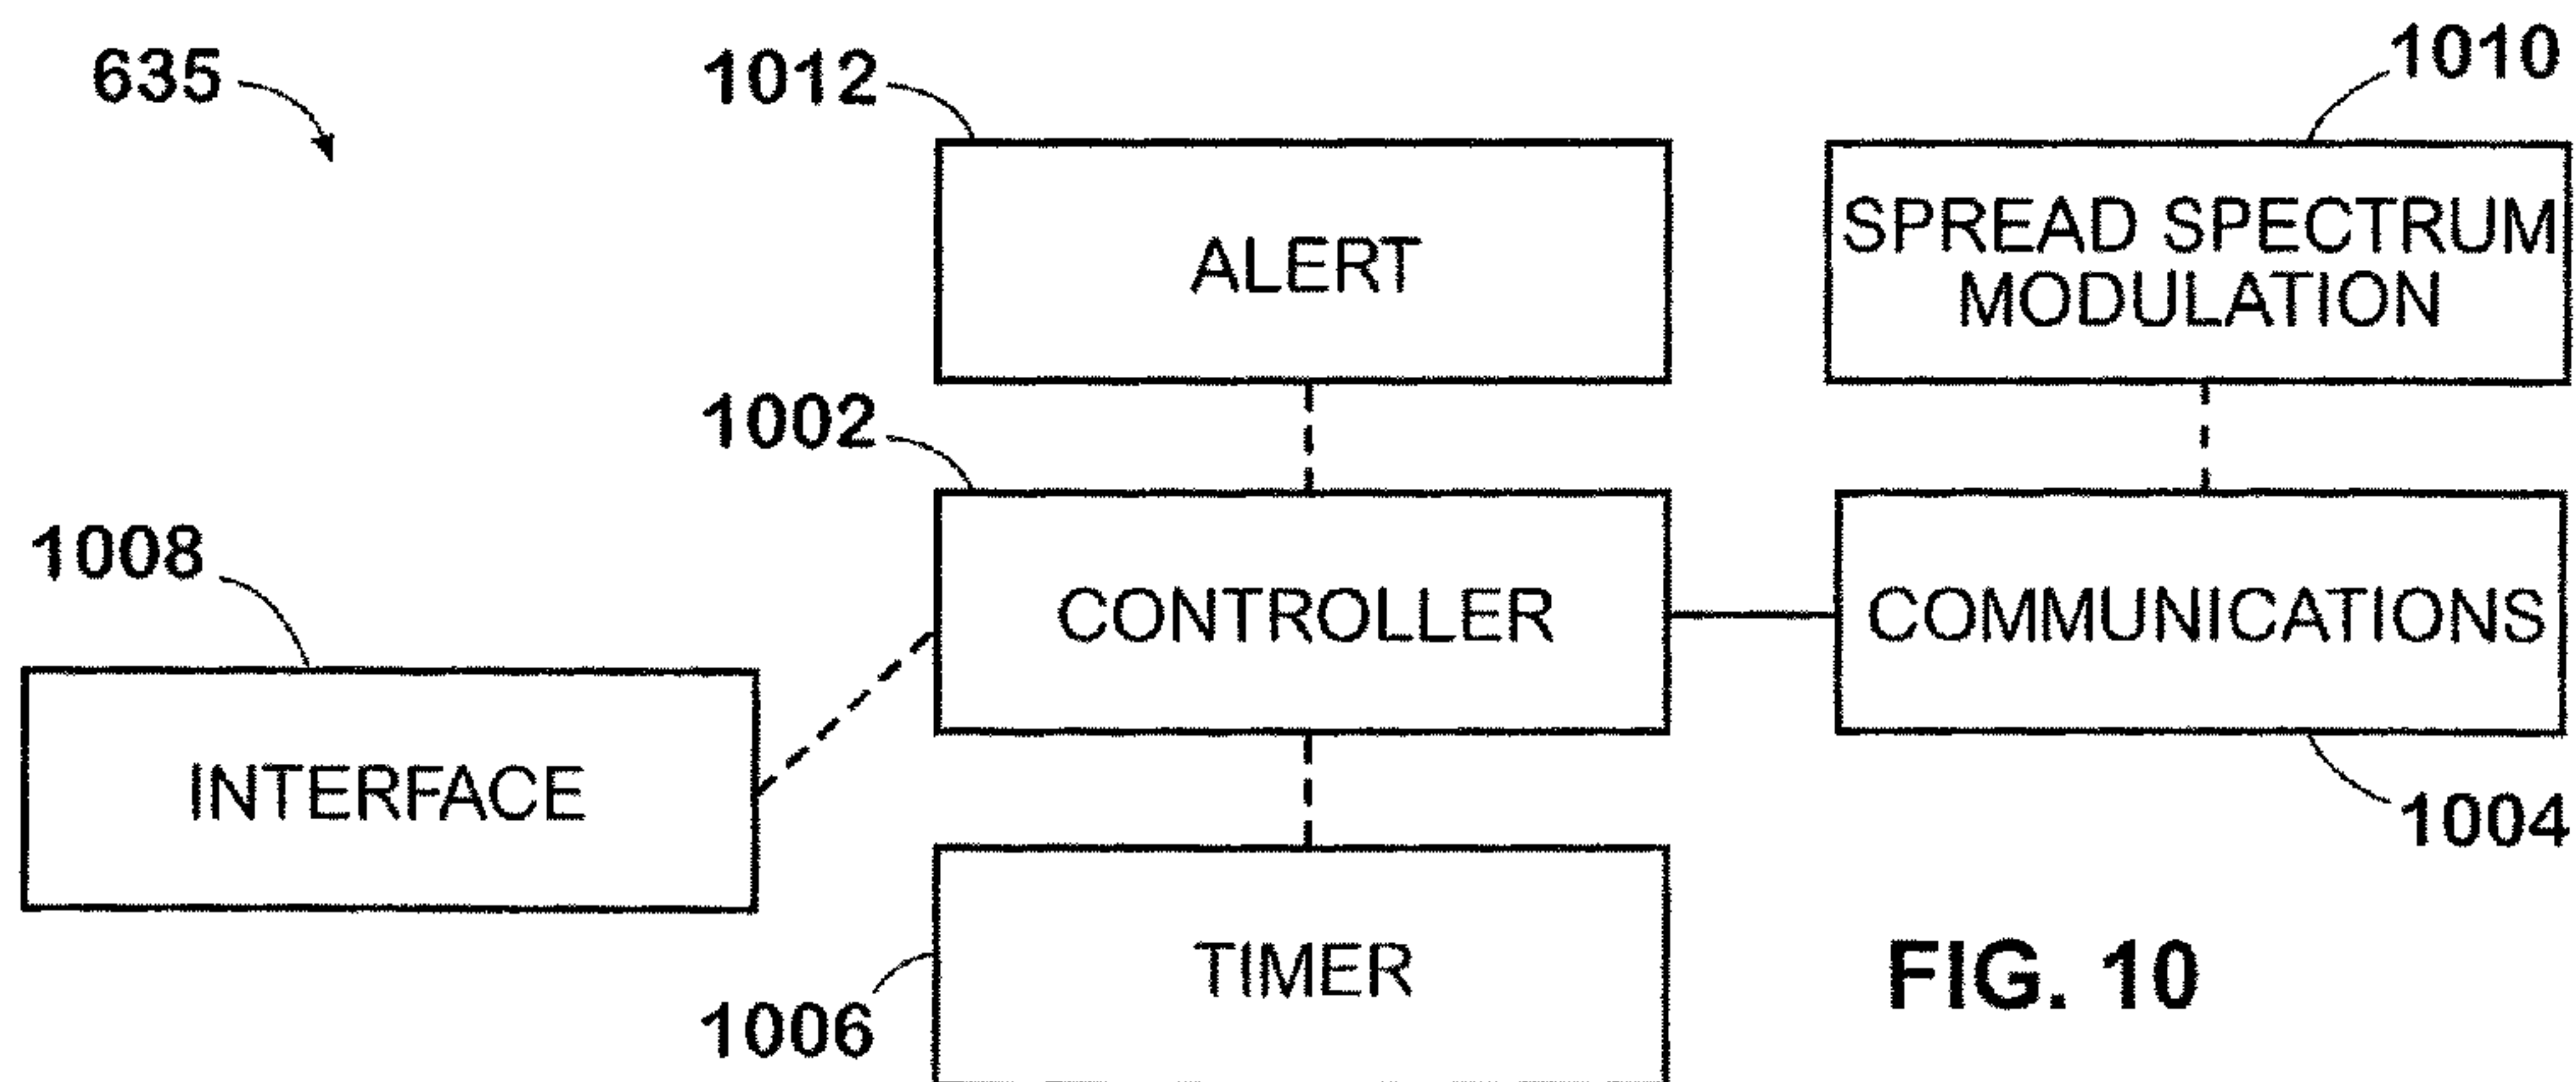 635
1012
1010
ALERT
SPREAD SPECTRUM
MODULATION
1002
1008
CONTROLLER
COMMUNICATIONS
INTERFACE
1004
1006
TIMER
FIG. 10